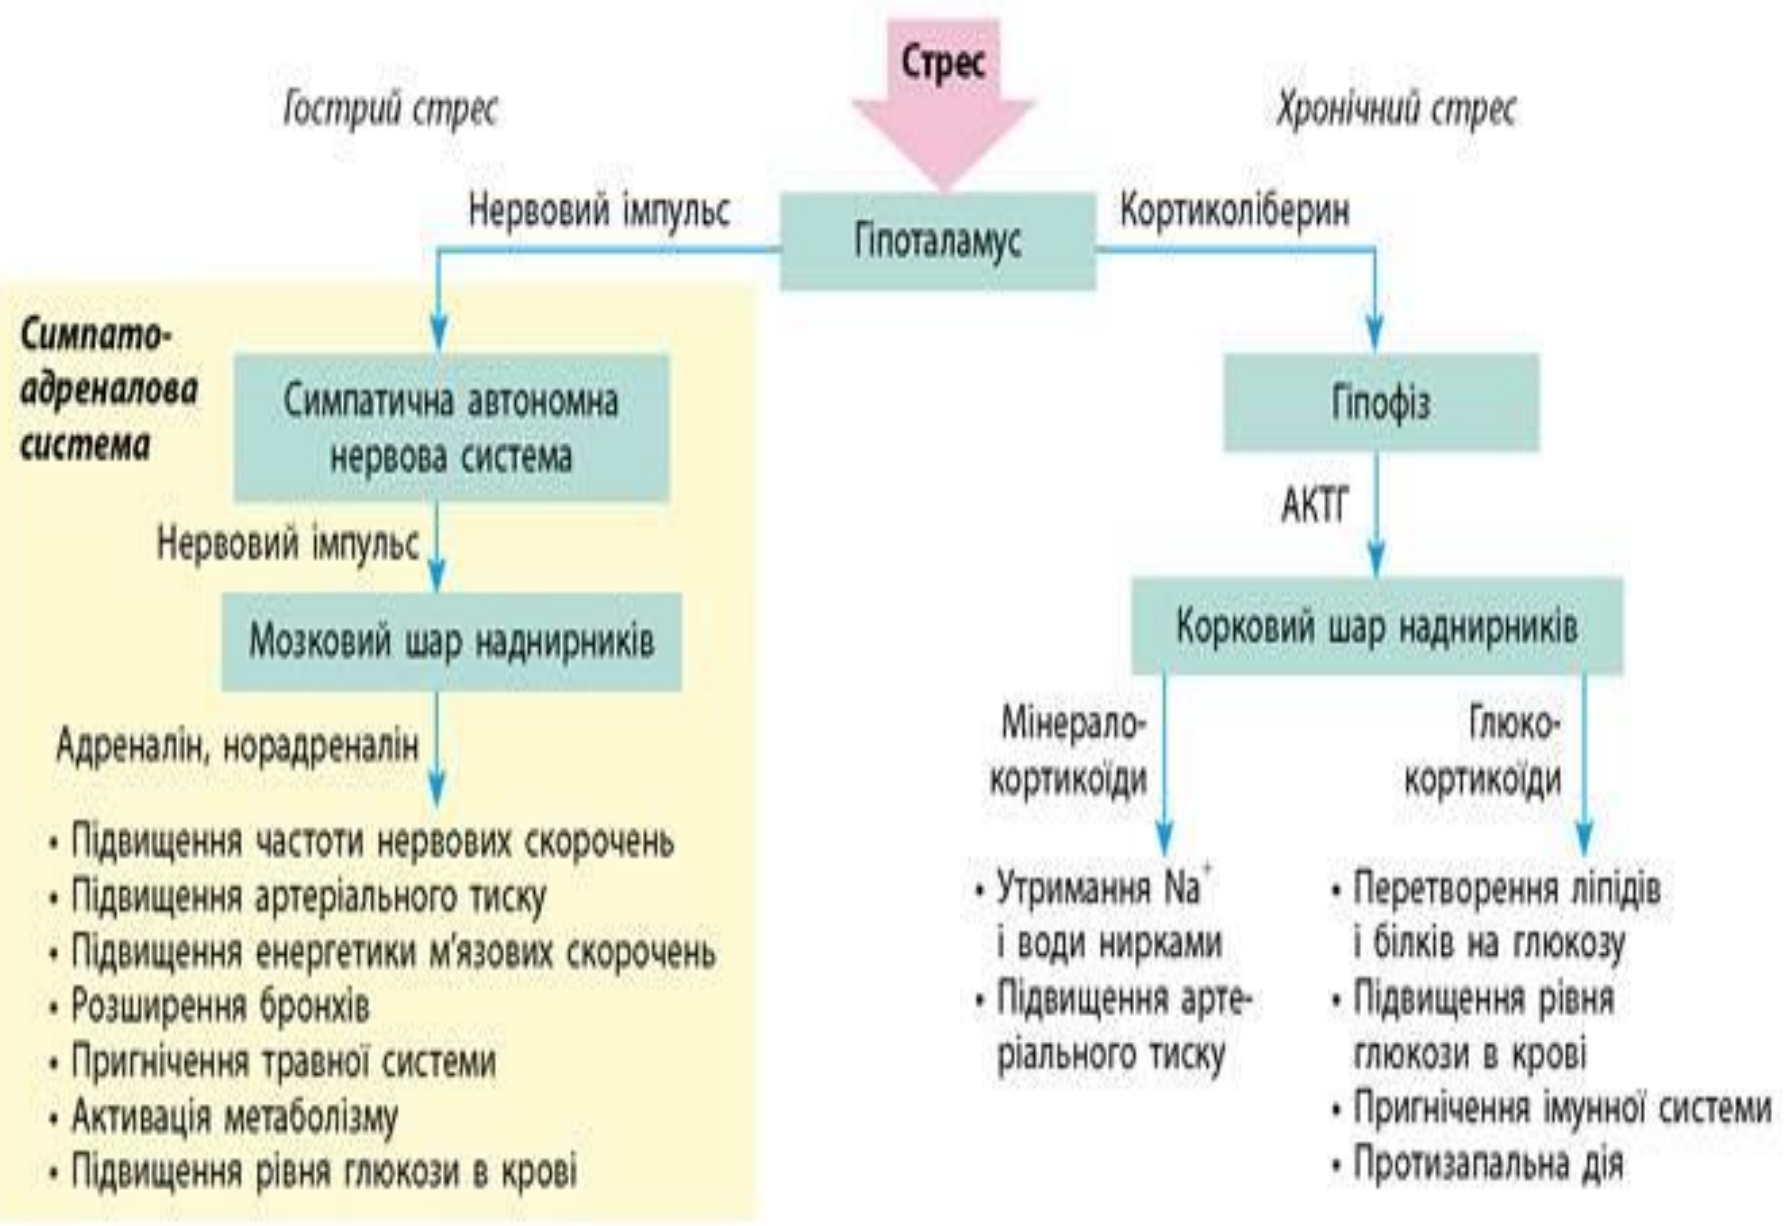 Стрес
Гострий стрес
Хронічний стрес
Нервовий імпульс
Гіпоталамус
Кортиколіберин
Симпато-
адреналова
система
Симпатична автономна
нервова система
Нервовий імпульс
Мозковий шар наднирників
Адреналін, норадреналін
• Підвищення частоти нервових скорочень
• Підвищення артеріального тиску
• Підвищення енергетики м'язових скорочень
• Розширення бронхів
• Пригнічення травної системи
• Активація метаболізму
• Підвищення рівня глюкози в крові
Гіпофіз
АКТГ
Корковий шар наднирників
Мінерало-
кортикоїди
• Утримання Na⁺
і води нирками
• Підвищення арте-
ріального тиску
Глюко-
кортикоїди
• Перетворення ліпідів
і білків на глюкозу
• Підвищення рівня
глюкози в крові
• Пригнічення імунної системи
• Протизапальна дія